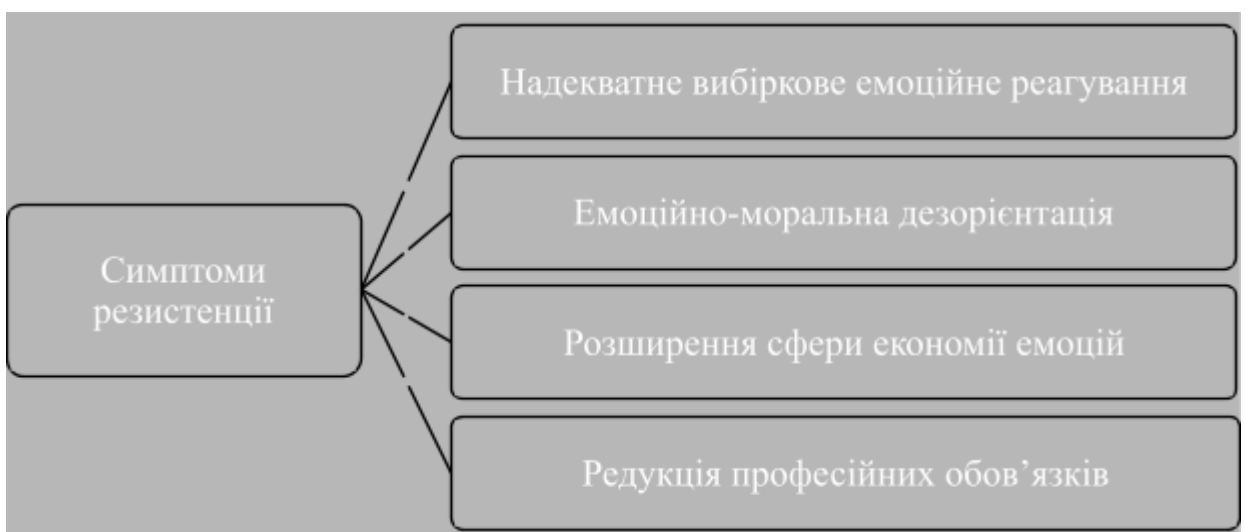 Надекватне вибіркове емоційне реагування
Емоційно-моральна дезорієнтація
Симптоми
резистенції
Розширення сфери економії емоцій
Редукція професійних обов’язків